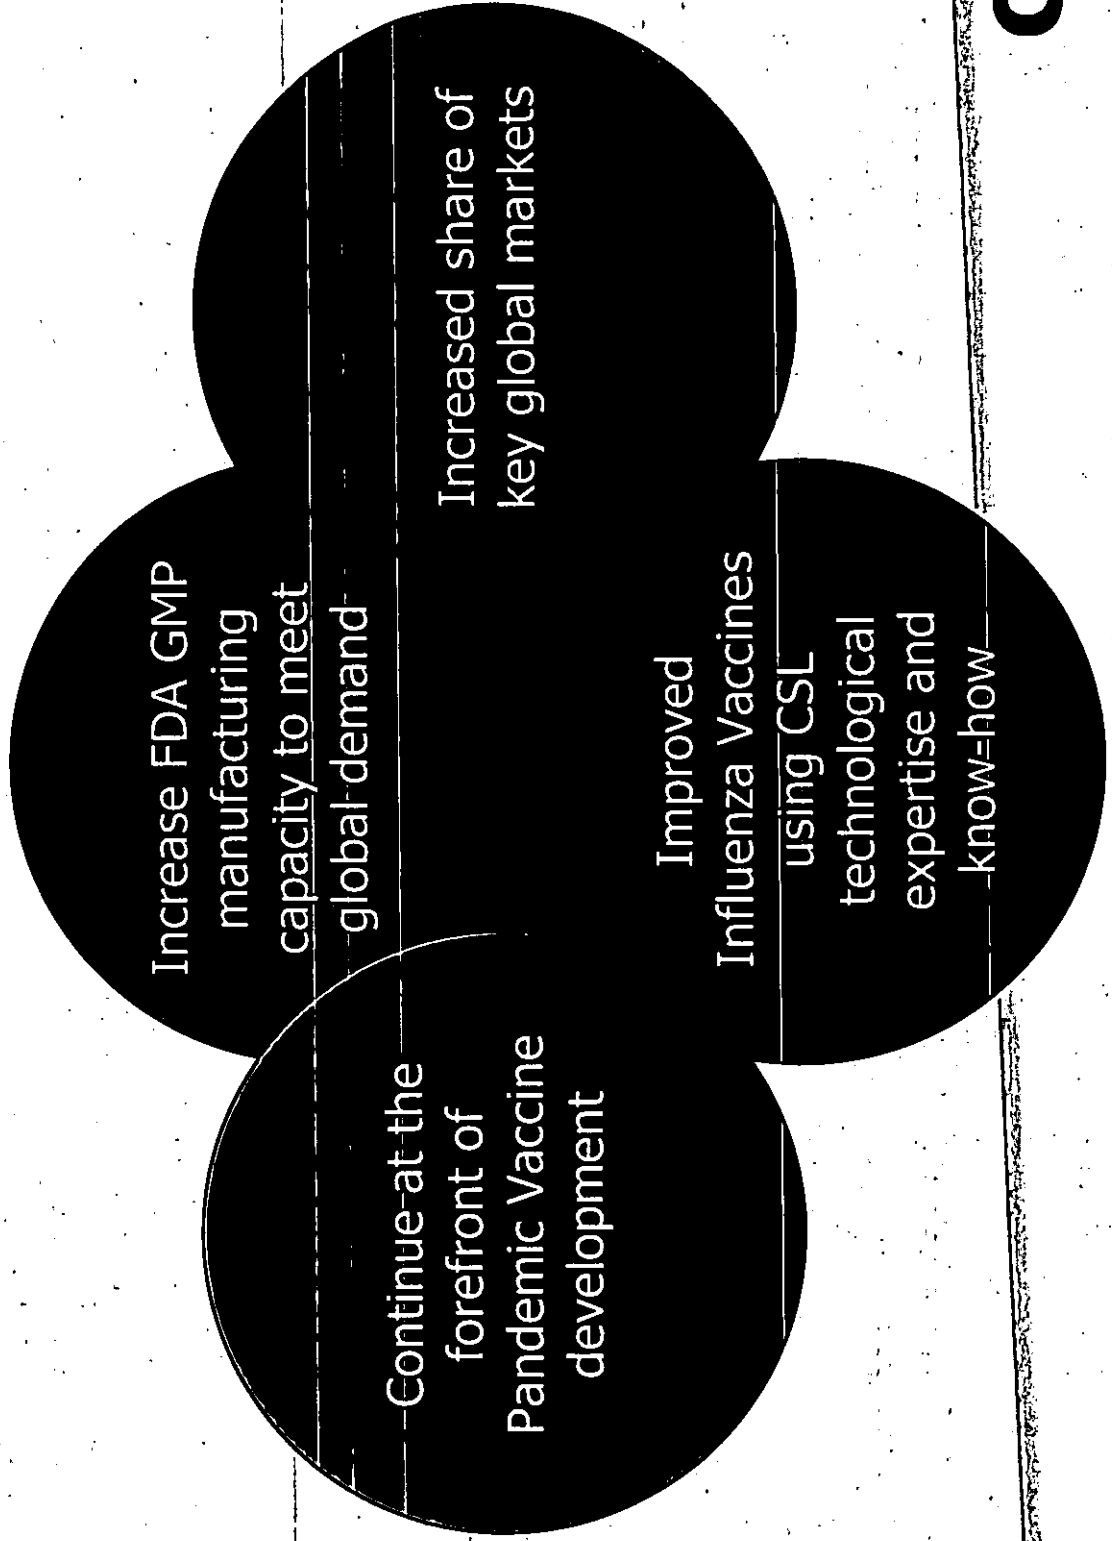 Increase FDA GMP
manufacturing
capacity to meet
global demand
Continue at the
forefront of
Pandemic Vaccine
development
Increased share of
key global markets
Improved
Influenza Vaccines
using CSL
technological
expertise and
know-how